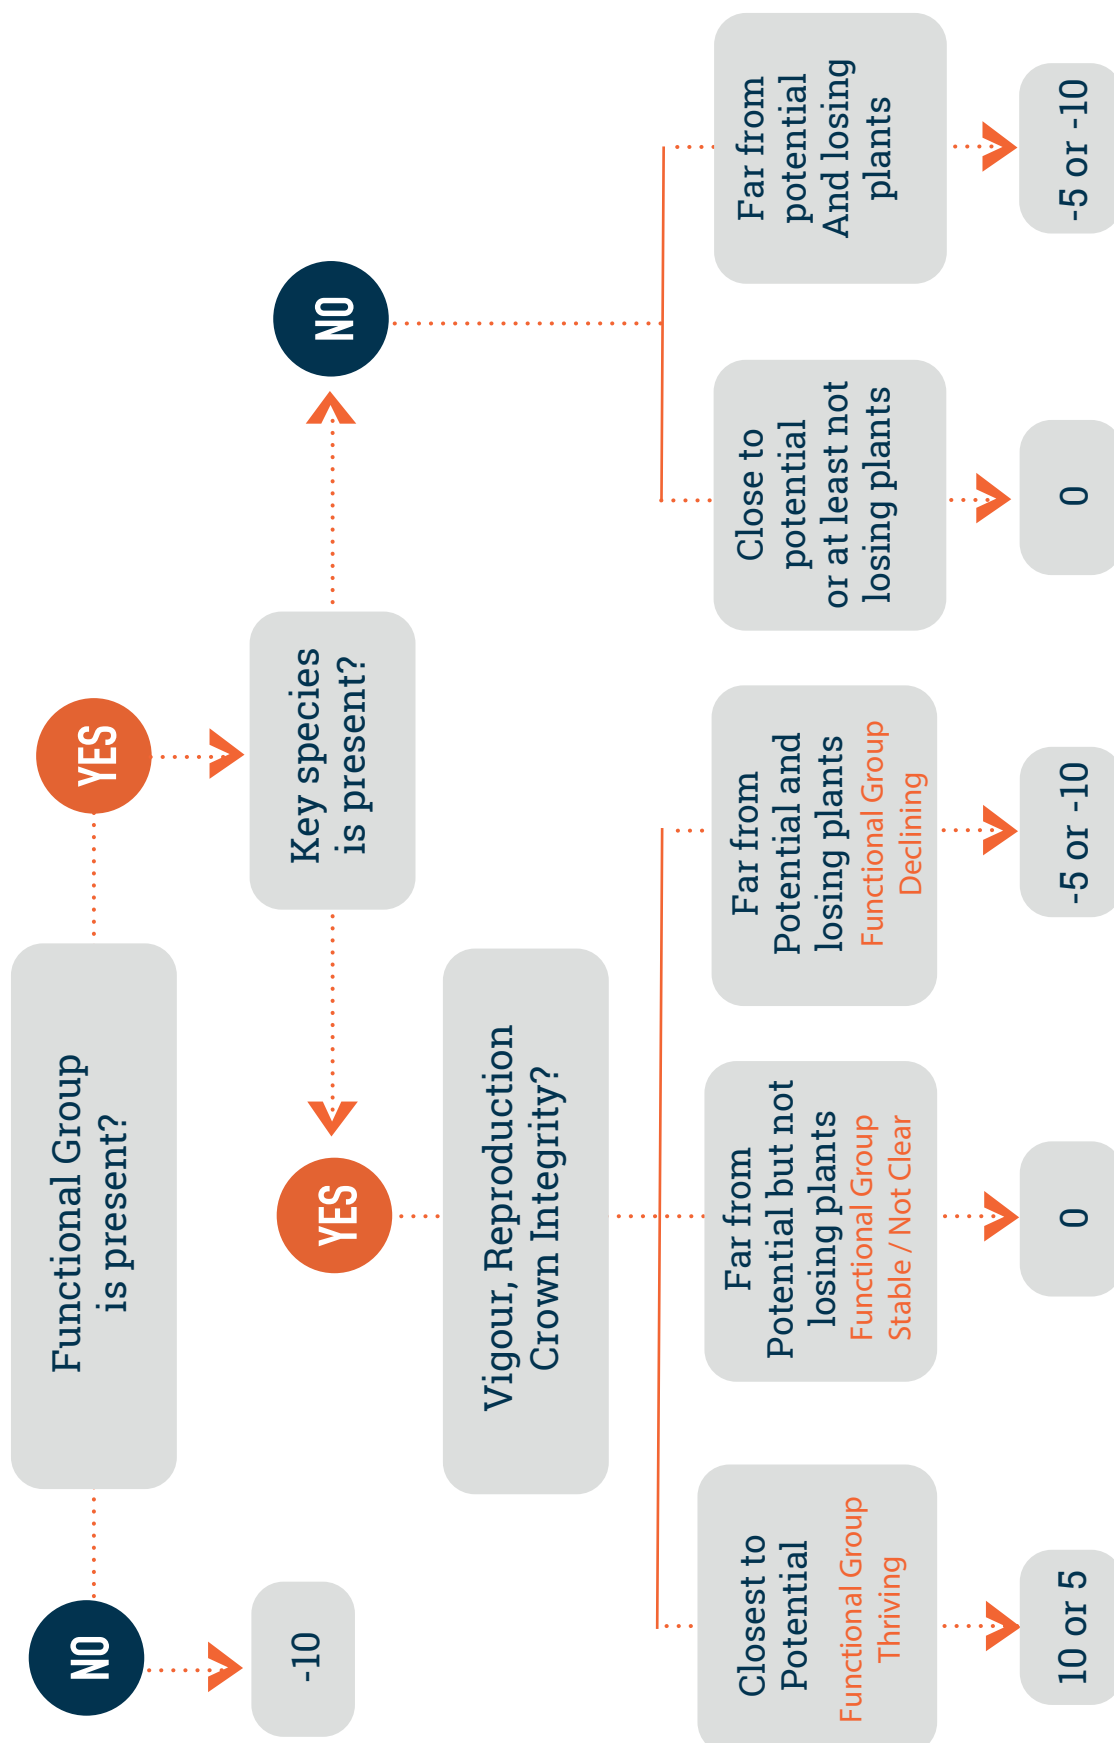 Functional Group
is present?
NO
YES
-10
Key species
is present?
YES
NO
Vigour, Reproduction
Crown Integrity?
Closest to
Potential
Functional Group
Thriving
Far from
Potential but not
losing plants
Functional Group
Stable / Not Clear
Far from
Potential and
losing plants
Functional Group
Declining
Close to
potential
or at least not
losing plants
Far from
potential
And losing
plants
10 or 5
0
-5 or -10
0
-5 or -10